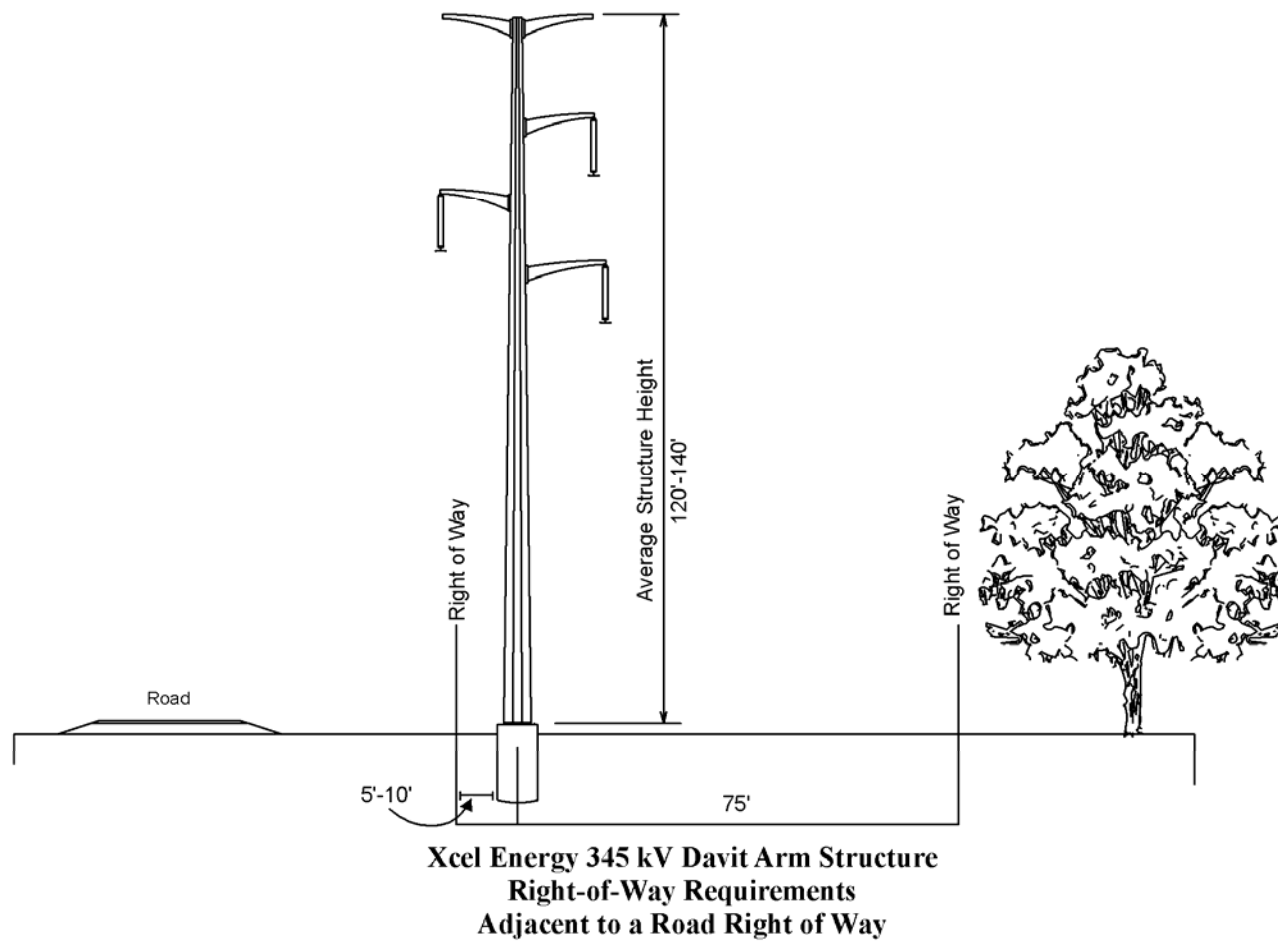 Average Structure Height
120'-140'
Right of Way
Right of Way
Road
5'-10'
75'
Xcel Energy 345 kV Davit Arm Structure
Right-of-Way Requirements
Adjacent to a Road Right of Way